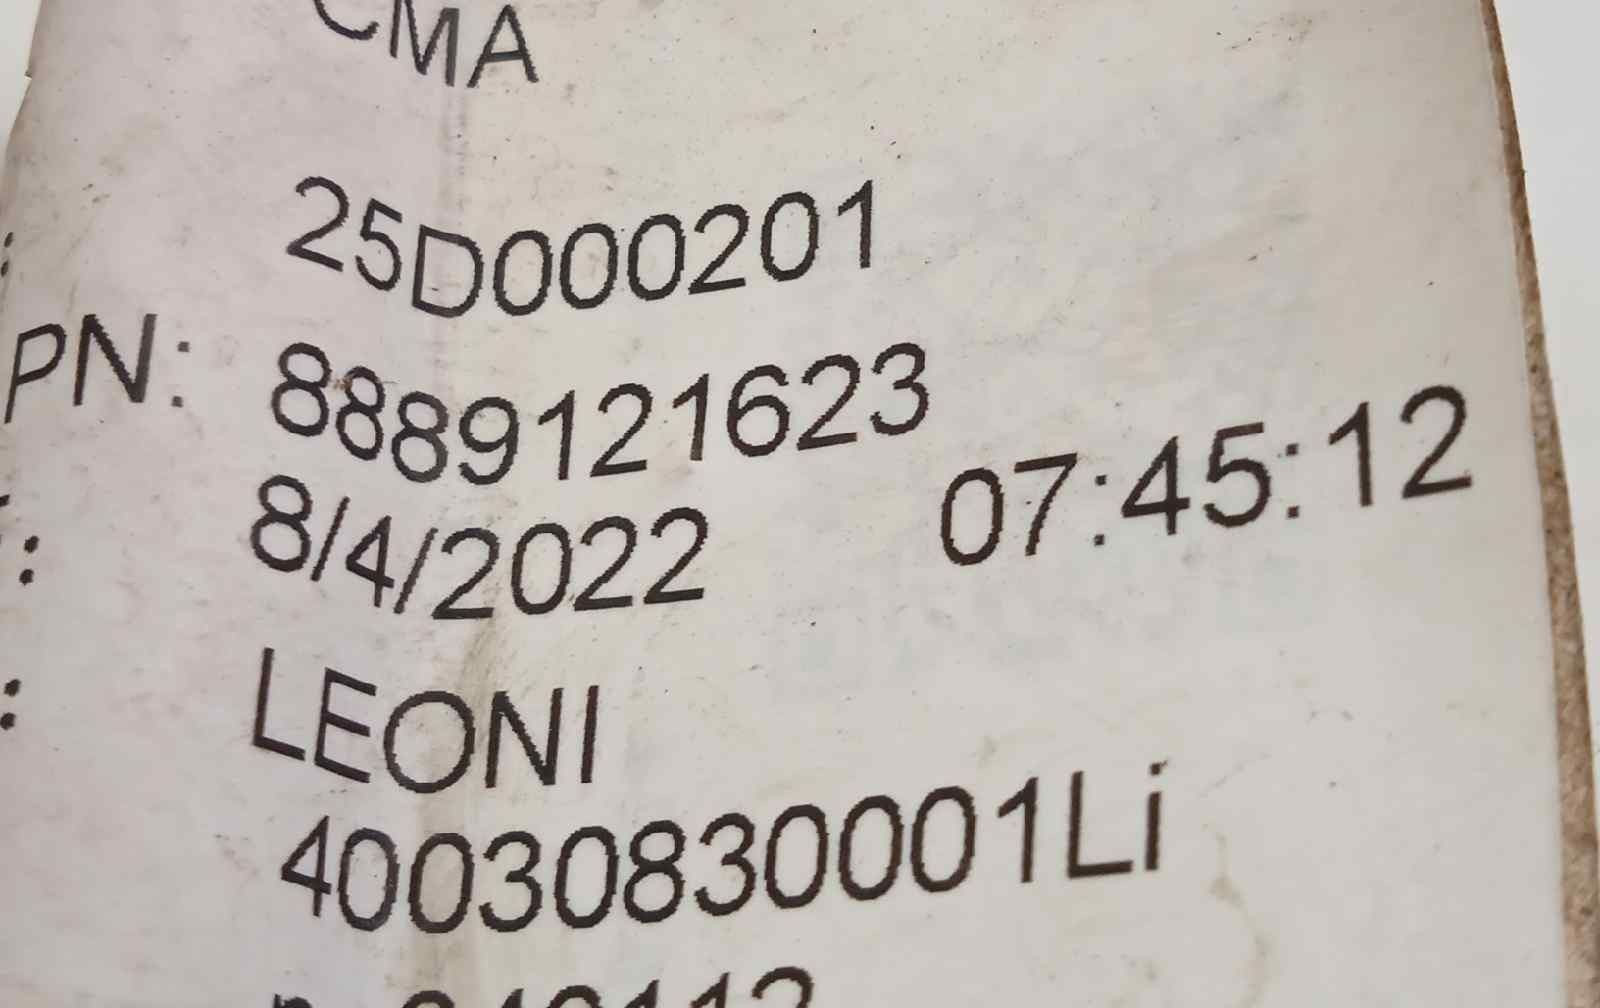 CMA
25D000201
PN: 8889121623
8/4/2022 07:45:12
LEONI
40030830001Li